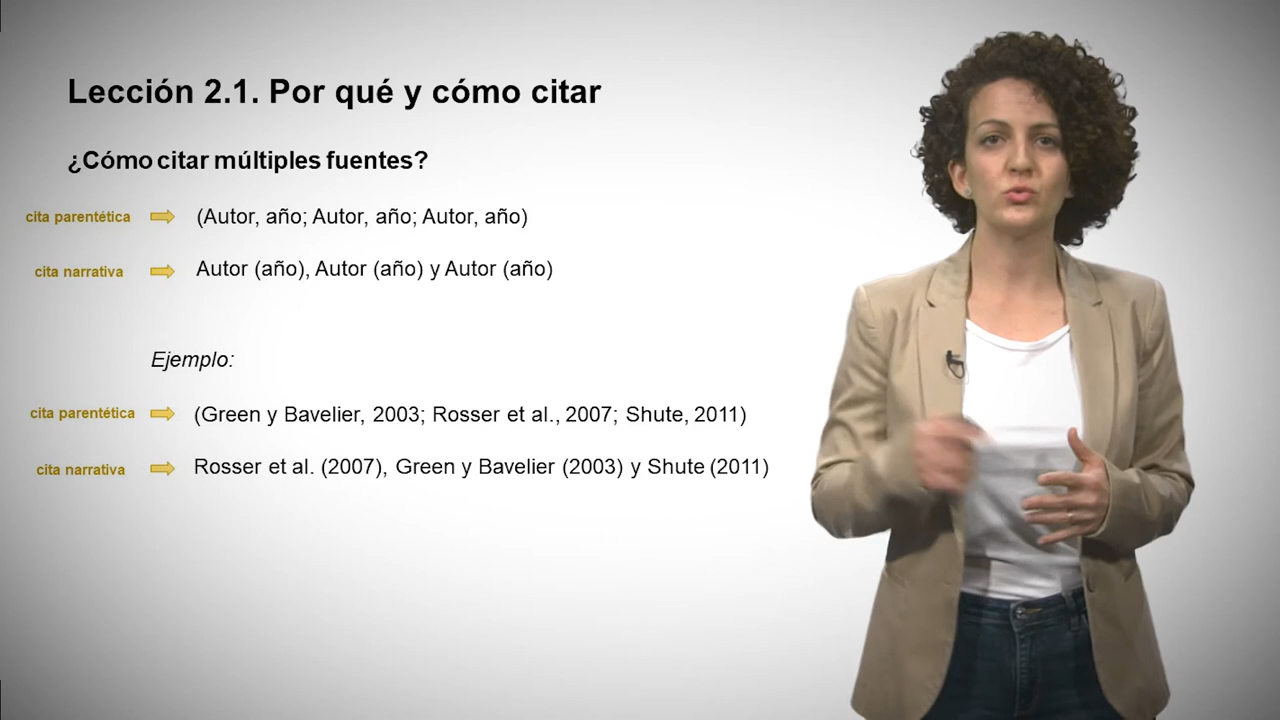 Lección 2.1. Por qué y cómo citar
¿Cómo citar múltiples fuentes?
cita parentética (Autor, año; Autor, año; Autor, año)
cita narrativa Autor (año), Autor (año) y Autor (año)
Ejemplo:
cita parentética (Green y Bavelier, 2003; Rosser et al., 2007; Shute, 2011)
cita narrativa Rosser et al. (2007), Green y Bavelier (2003) y Shute (2011)